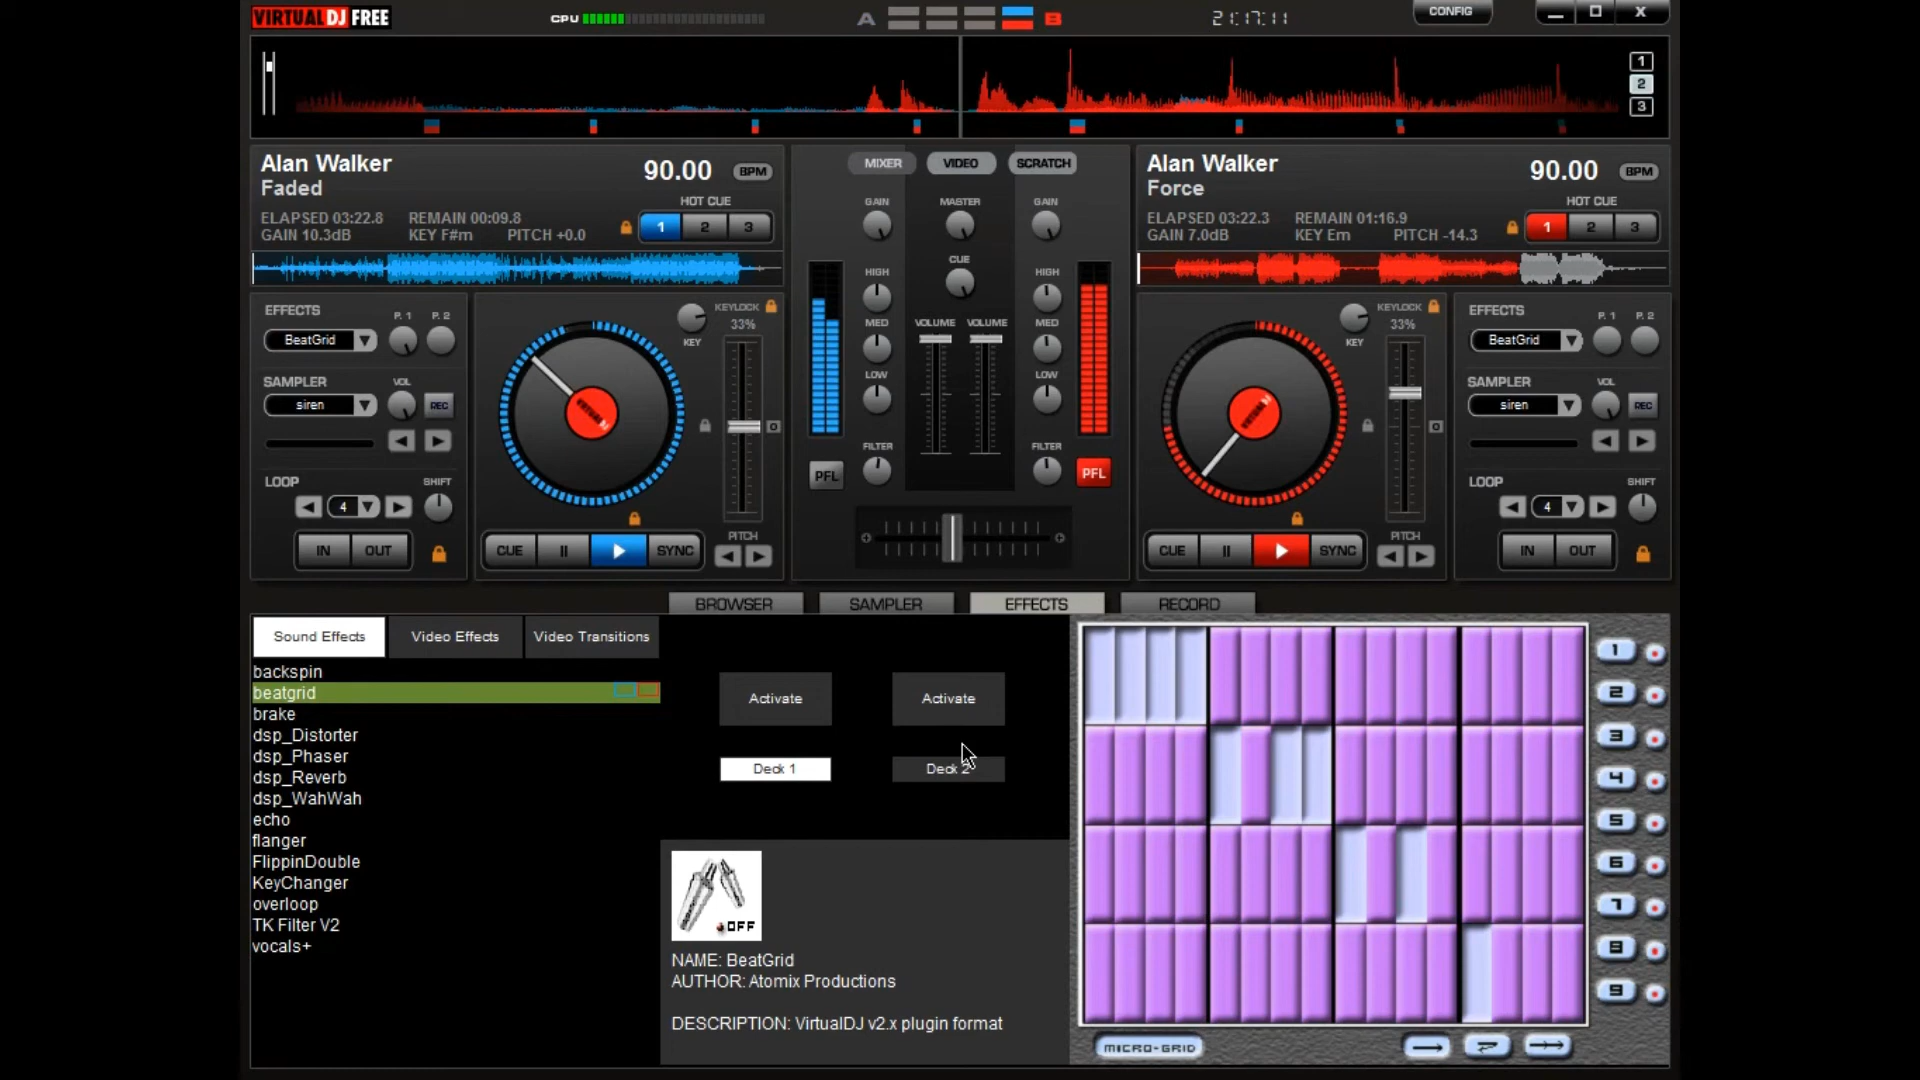 VIRTUAL DJ FREE
CPU
A
B
21:17:11
CONFIG
1
2
3
Alan Walker
Faded
90.00
BPM
HOT CUE
ELAPSED 03:22.8
REMAIN 00:09.8
GAIN 10.3dB
KEY F#m
PITCH +0.0
1
2
3
MIXER
VIDEO
SCRATCH
GAIN
MASTER
GAIN
CUE
HIGH
HIGH
MED
MED
VOLUME
VOLUME
LOW
LOW
FILTER
FILTER
PFL
PFL
Alan Walker
Force
90.00
BPM
HOT CUE
ELAPSED 03:22.3
REMAIN 01:16.9
GAIN 7.0dB
KEY Em
PITCH -14.3
1
2
3
EFFECTS
P. 1
P. 2
BeatGrid
SAMPLER
VOL
siren
REC
LOOP
SHIFT
4
IN
OUT
KEYLOCK
33%
KEY
CUE
SYNC
PITCH
KEYLOCK
33%
KEY
CUE
SYNC
PITCH
EFFECTS
P. 1
P. 2
BeatGrid
SAMPLER
VOL
siren
REC
LOOP
SHIFT
4
IN
OUT
BROWSER
SAMPLER
EFFECTS
RECORD
Sound Effects
Video Effects
Video Transitions
backspin
beatgrid
brake
dsp_Distorter
dsp_Phaser
dsp_Reverb
dsp_WahWah
echo
flanger
FlippinDouble
KeyChanger
overloop
TK Filter V2
vocals+
Activate
Activate
Deck 1
Deck 2
OFF
NAME: BeatGrid
AUTHOR: Atomix Productions
DESCRIPTION: VirtualDJ v2.x plugin format
1
2
3
4
5
6
7
8
9
MICRO-GRID